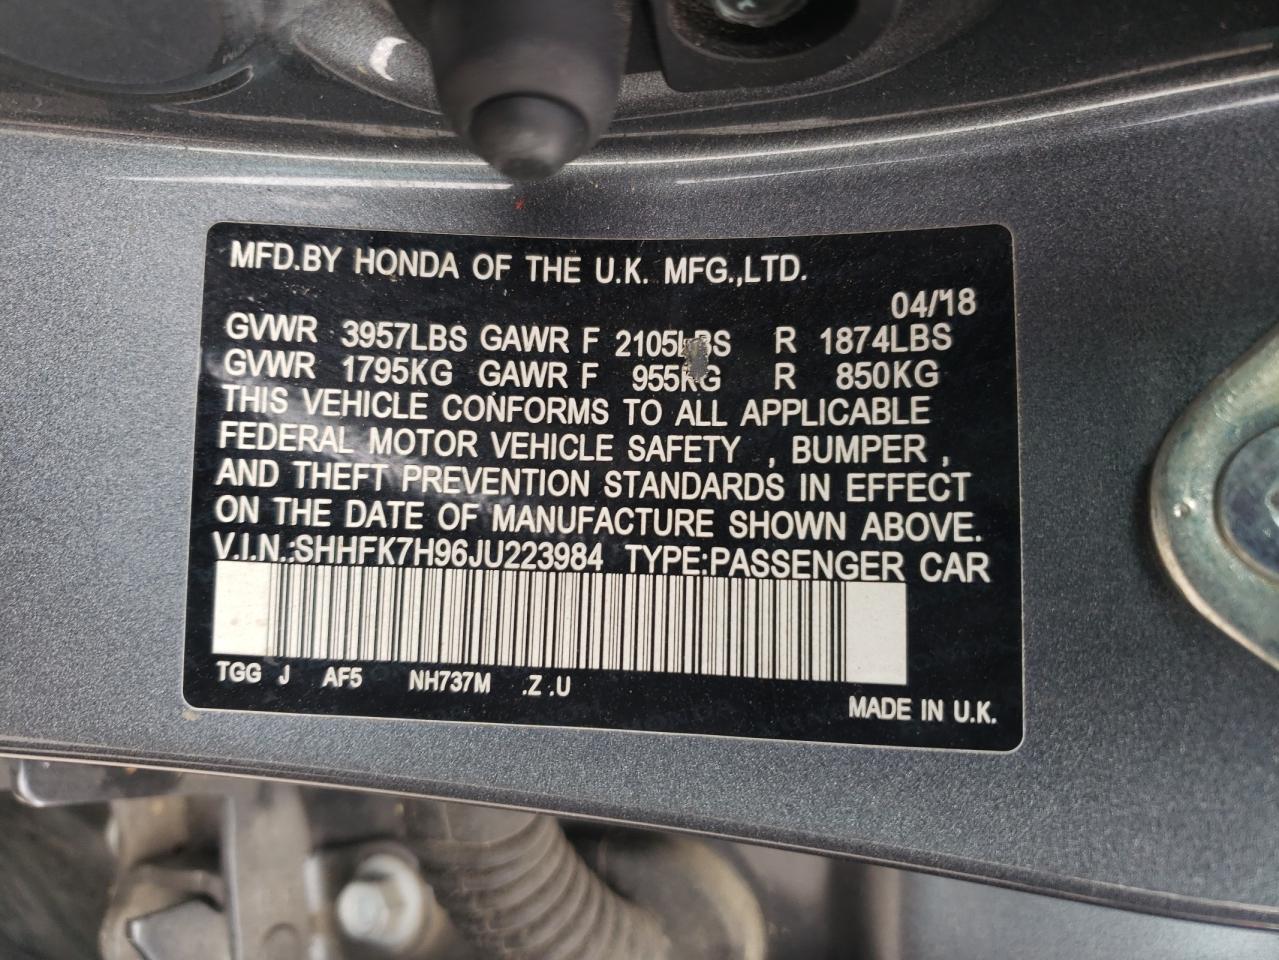 MFD.BY HONDA OF THE U.K. MFG.,LTD.
04/18
GVWR 3957LBS GAWR F 2105LBS R 1874LBS
GVWR 1795KG GAWR F 955KG R 850KG
THIS VEHICLE CONFORMS TO ALL APPLICABLE
FEDERAL MOTOR VEHICLE SAFETY , BUMPER ,
AND THEFT PREVENTION STANDARDS IN EFFECT
ON THE DATE OF MANUFACTURE SHOWN ABOVE.
V.I.N.:SHHFK7H96JU223984 TYPE:PASSENGER CAR
TGG J AF5 NH737M .Z .U
MADE IN U.K.